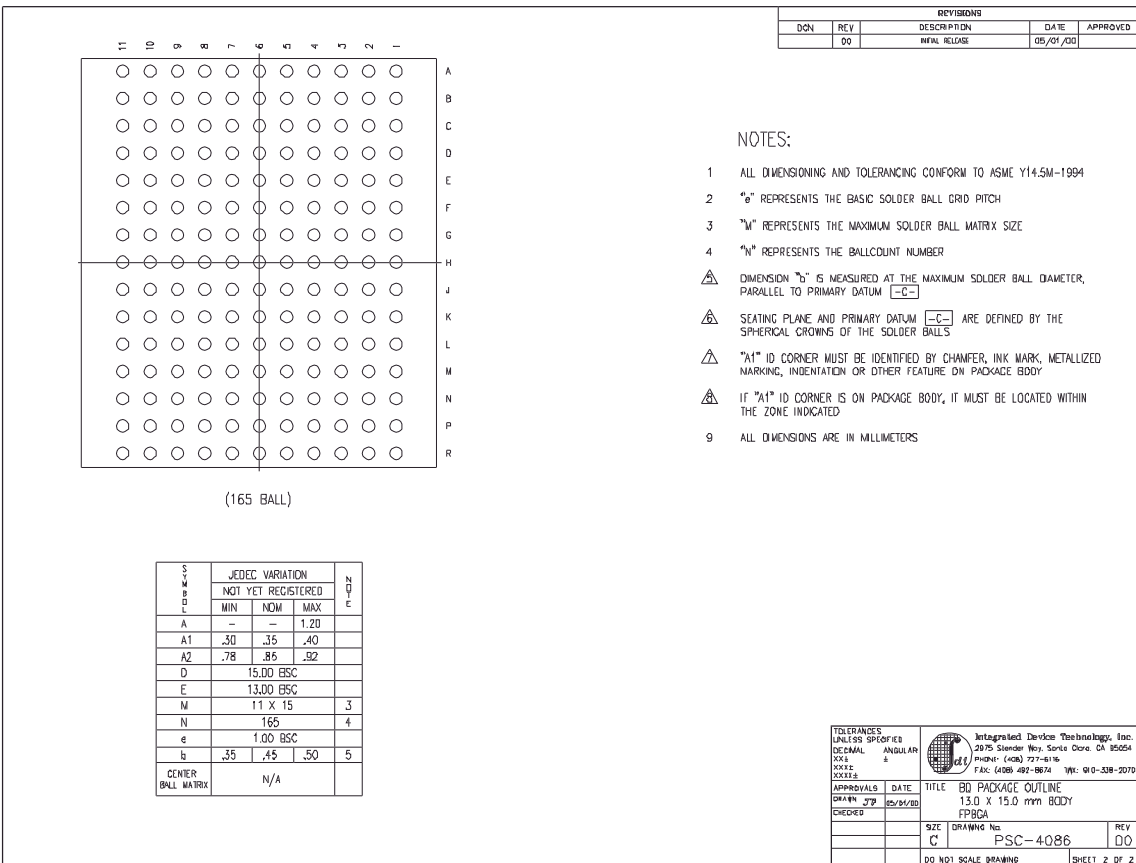 REVISIONS
DCN REV DESCRIPTION DATE APPROVED
00 INITIAL RELEASE 05/01/00
11 10 9 8 7 6 5 4 3 2 1
A
B
C
D
E
F
G
H
J
K
L
M
N
P
R
(165 BALL)
NOTES:
1 ALL DIMENSIONING AND TOLERANCING CONFORM TO ASME Y14.5M-1994
2 "e" REPRESENTS THE BASIC SOLDER BALL GRID PITCH
3 "M" REPRESENTS THE MAXIMUM SOLDER BALL MATRIX SIZE
4 "N" REPRESENTS THE BALLCOUNT NUMBER
5 DIMENSION "b" IS MEASURED AT THE MAXIMUM SOLDER BALL DIAMETER,
PARALLEL TO PRIMARY DATUM -C-
6 SEATING PLANE AND PRIMARY DATUM -C- ARE DEFINED BY THE
SPHERICAL CROWNS OF THE SOLDER BALLS
7 "A1" ID CORNER MUST BE IDENTIFIED BY CHAMFER, INK MARK, METALLIZED
MARKING, INDENTATION OR OTHER FEATURE ON PACKAGE BODY
8 IF "A1" ID CORNER IS ON PACKAGE BODY, IT MUST BE LOCATED WITHIN
THE ZONE INDICATED
9 ALL DIMENSIONS ARE IN MILLIMETERS
SYMBOL JEDEC VARIATION NOTE
NOT YET REGISTERED
MIN NOM MAX
A – – 1.20
A1 .30 .35 .40
A2 .78 .85 .92
D 15.00 BSC
E 13.00 BSC
M 11 X 15 3
N 165 4
e 1.00 BSC
b .35 .45 .50 5
CENTER
BALL MATRIX N/A
TOLERANCES
UNLESS SPECIFIED
DECIMAL ANGULAR
XX± ±
XXX±
XXXX±
idt
Integrated Device Technology, Inc.
2975 Stender Way, Santa Clara, CA 95054
PHONE: (408) 727-6116
FAX: (408) 492-8674 TWX: 910-338-2070
APPROVALS DATE
DRAWN 05/01/00
CHECKED
TITLE BQ PACKAGE OUTLINE
13.0 X 15.0 mm BODY
FPBGA
SIZE DRAWING No. REV
C PSC-4086 00
DO NOT SCALE DRAWING SHEET 2 OF 2